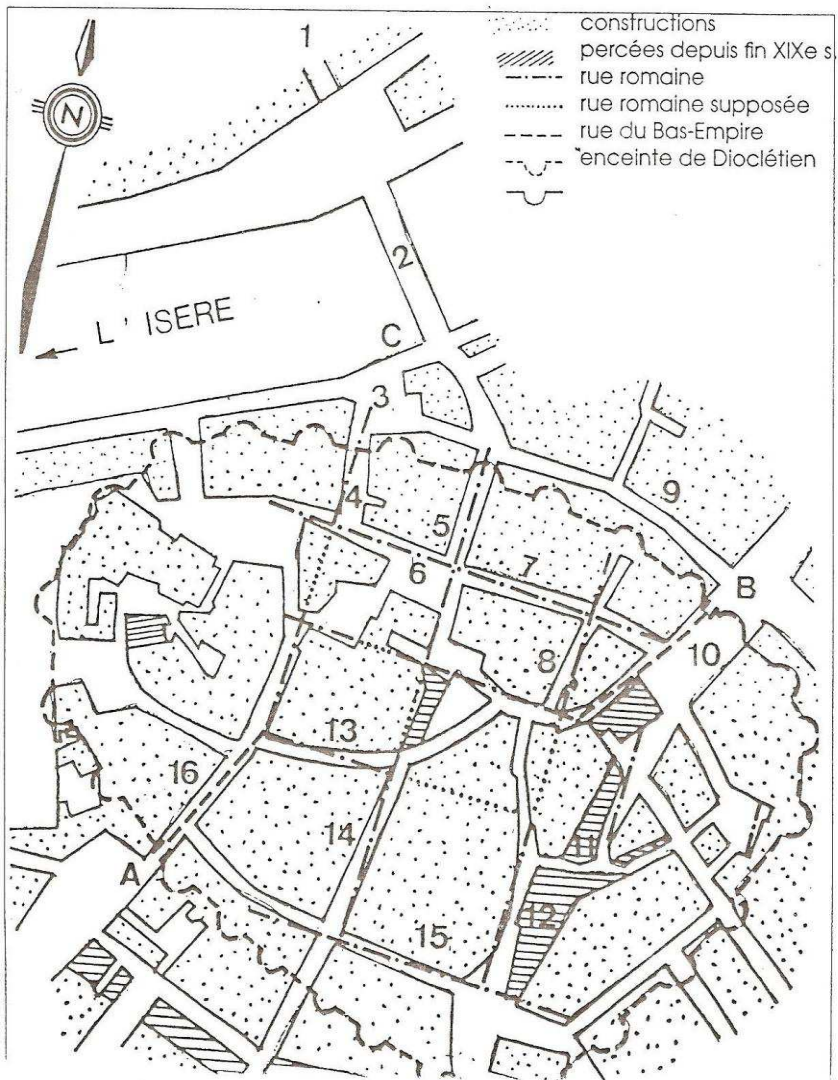 constructions
percées depuis fin XIXe s.
rue romaine
rue romaine supposée
rue du Bas-Empire
enceinte de Dioclétien
N
1
2
L' ISERE
C
3
4
5
9
6
7
B
8
10
13
16
14
11
A
12
15